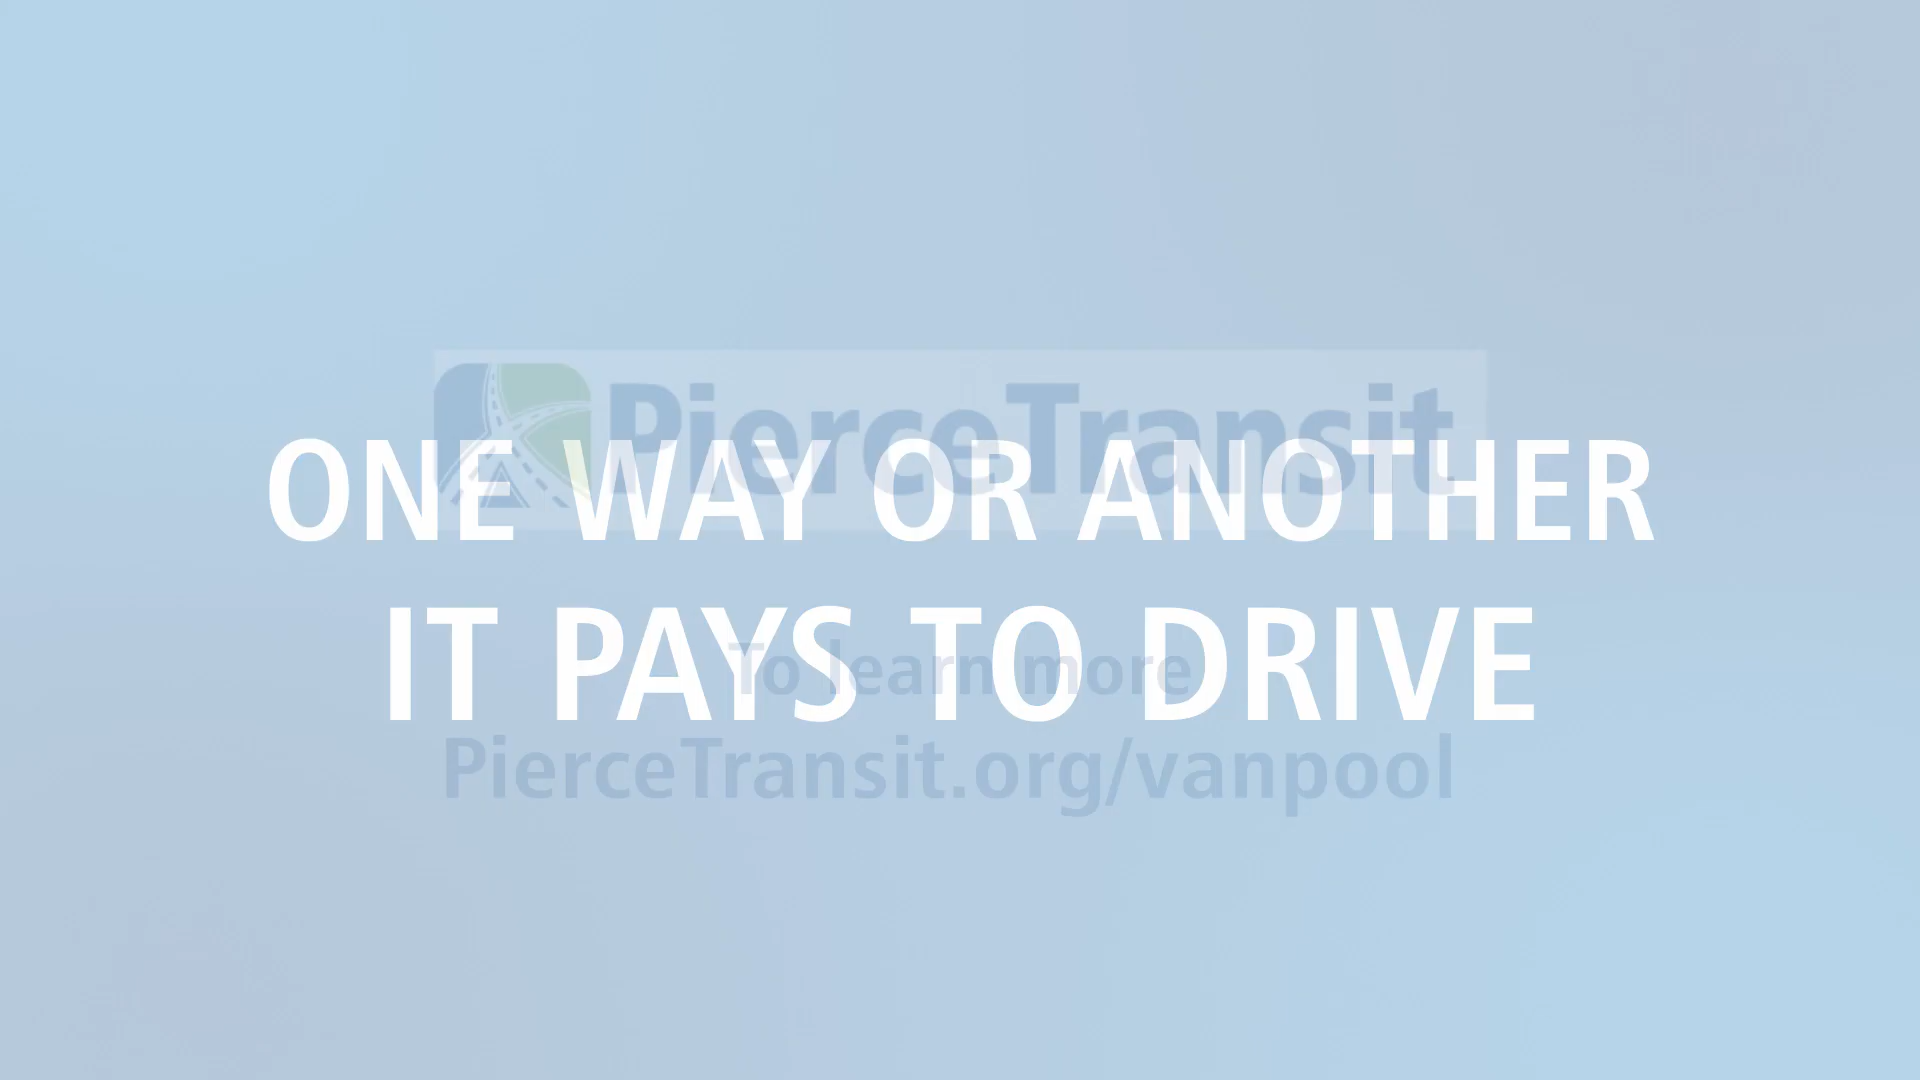 PierceTransit
ONE WAY OR ANOTHER
IT PAYS TO DRIVE
To learn more
PierceTransit.org/vanpool